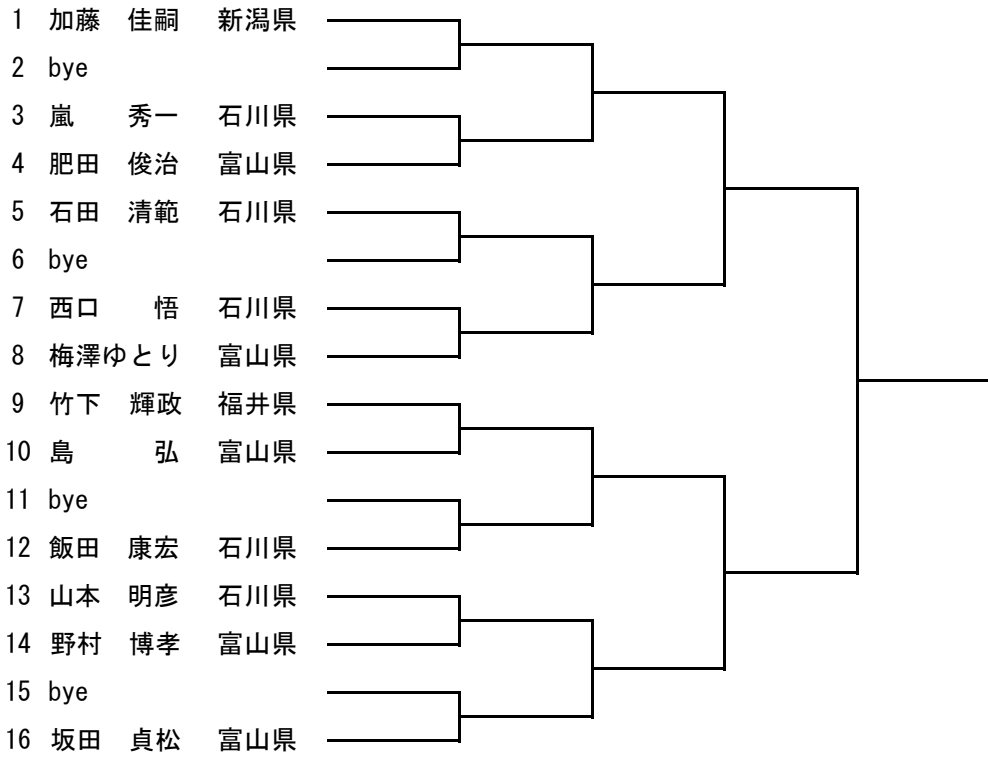 1 加藤 佳嗣 新潟県
2 bye
3 嵐 秀一 石川県
4 肥田 俊治 富山県
5 石田 清範 石川県
6 bye
7 西口 悟 石川県
8 梅澤ゆとり 富山県
9 竹下 輝政 福井県
10 島 弘 富山県
11 bye
12 飯田 康宏 石川県
13 山本 明彦 石川県
14 野村 博孝 富山県
15 bye
16 坂田 貞松 富山県